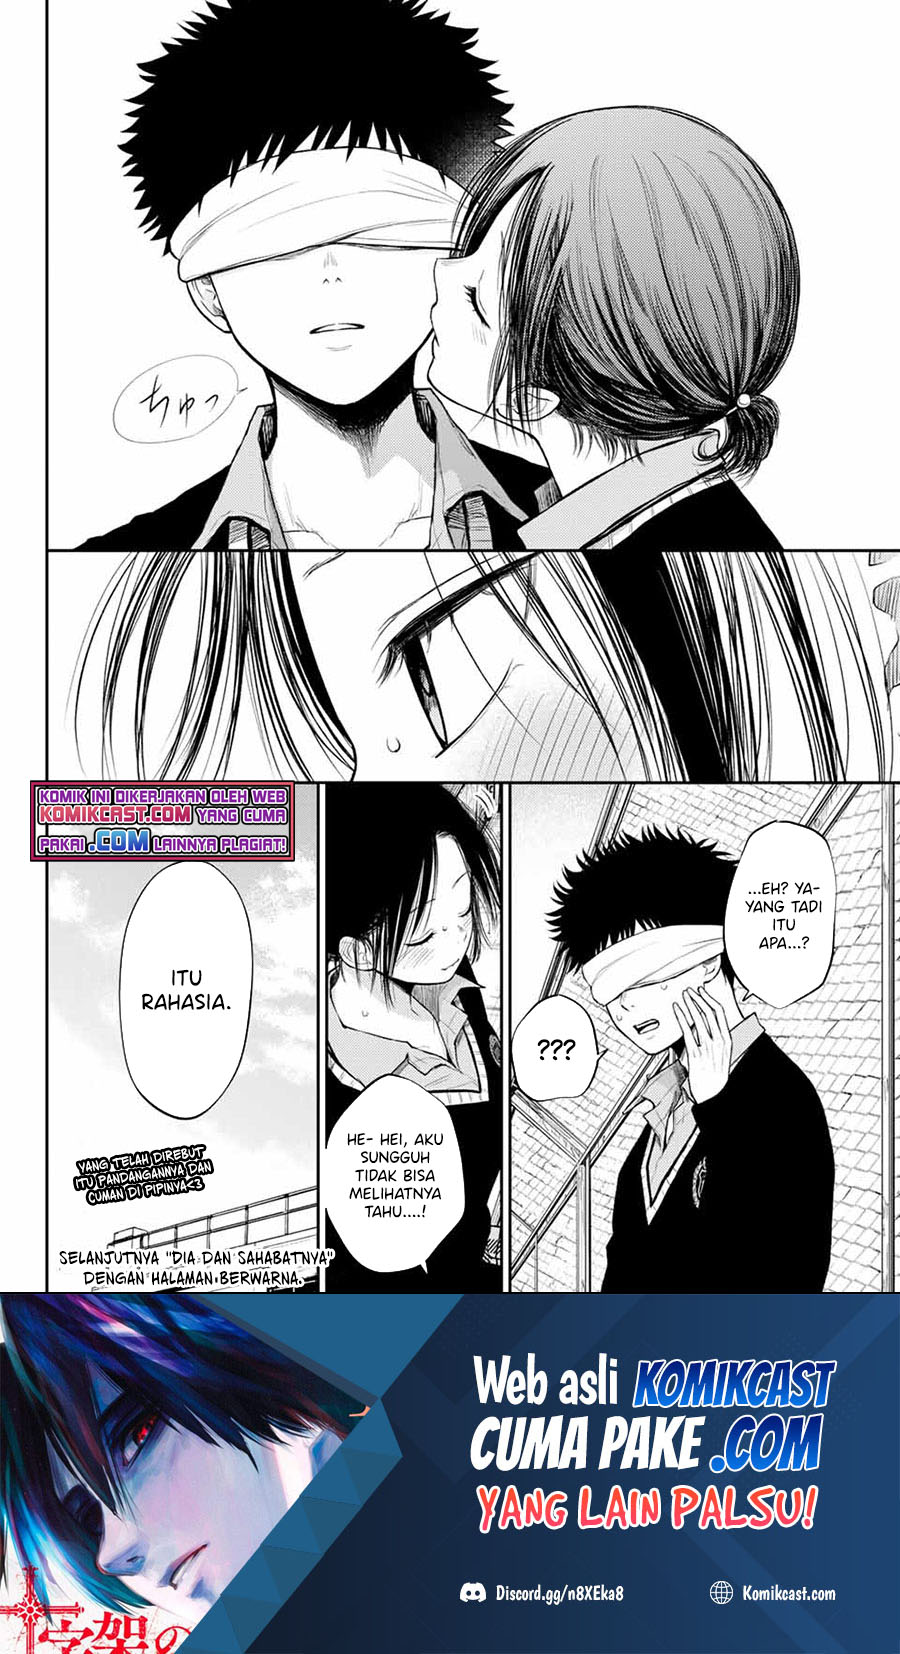 ちゅっ
...EH? YA-
YANG TADI
ITU
APA...?
???
HE- HEI, AKU
SUNGGUH
TIDAK BISA
MELIHATNYA
TAHU....!
KOMIK INI DIKERJAKAN OLEH WEB
KOMIKCAST.COM YANG CUMA
PAKAI .COM LAINNYA PLAGIAT!
ITU
RAHASIA.
YANG TELAH DIREBUT
ITU PANDANGANNYA DAN
CUMAN DI PIPINYA<3
SELANJUTNYA "DIA DAN SAHABATNYA"
DENGAN HALAMAN BERWARNA.
Web asli KOMIKCAST
CUMA PAKE .COM
YANG LAIN PALSU!
Discord.gg/n8XEka8
Komikcast.com
字架の